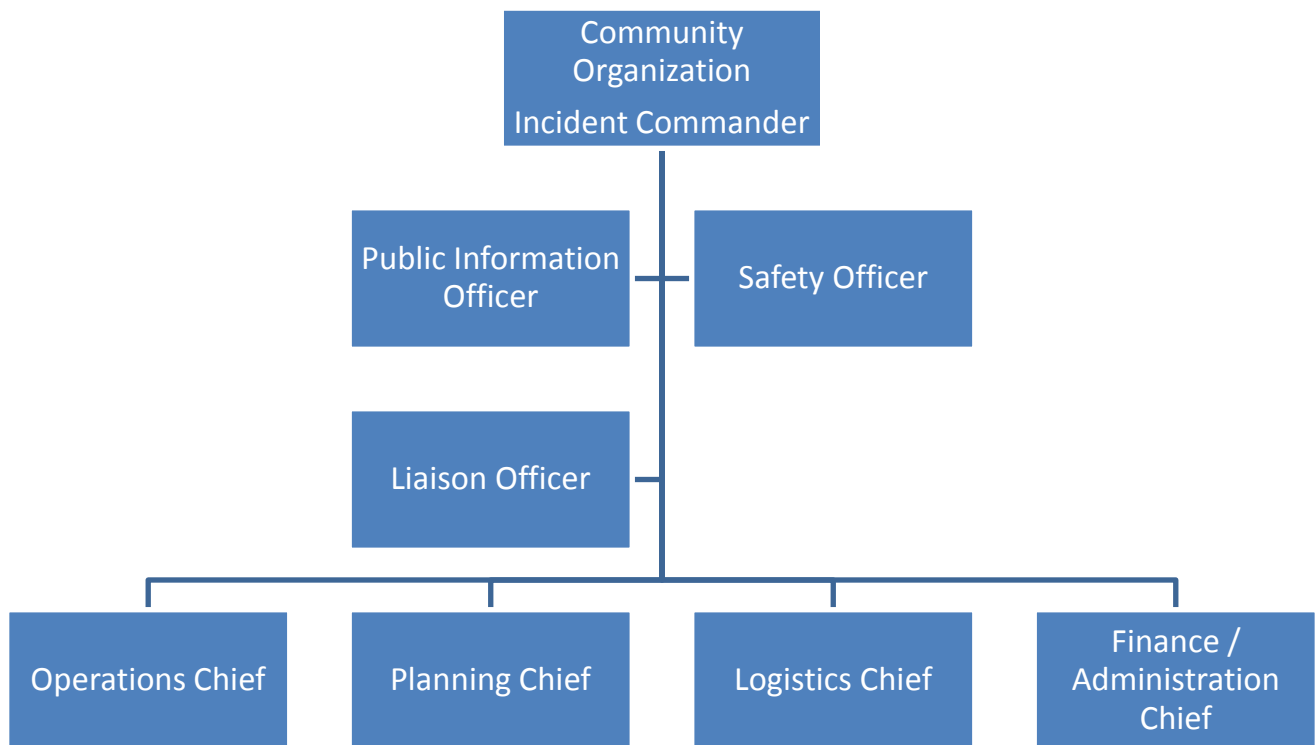 Community
Organization
Incident Commander
Public Information
Officer
Safety Officer
Liaison Officer
Operations Chief
Planning Chief
Logistics Chief
Finance /
Administration
Chief